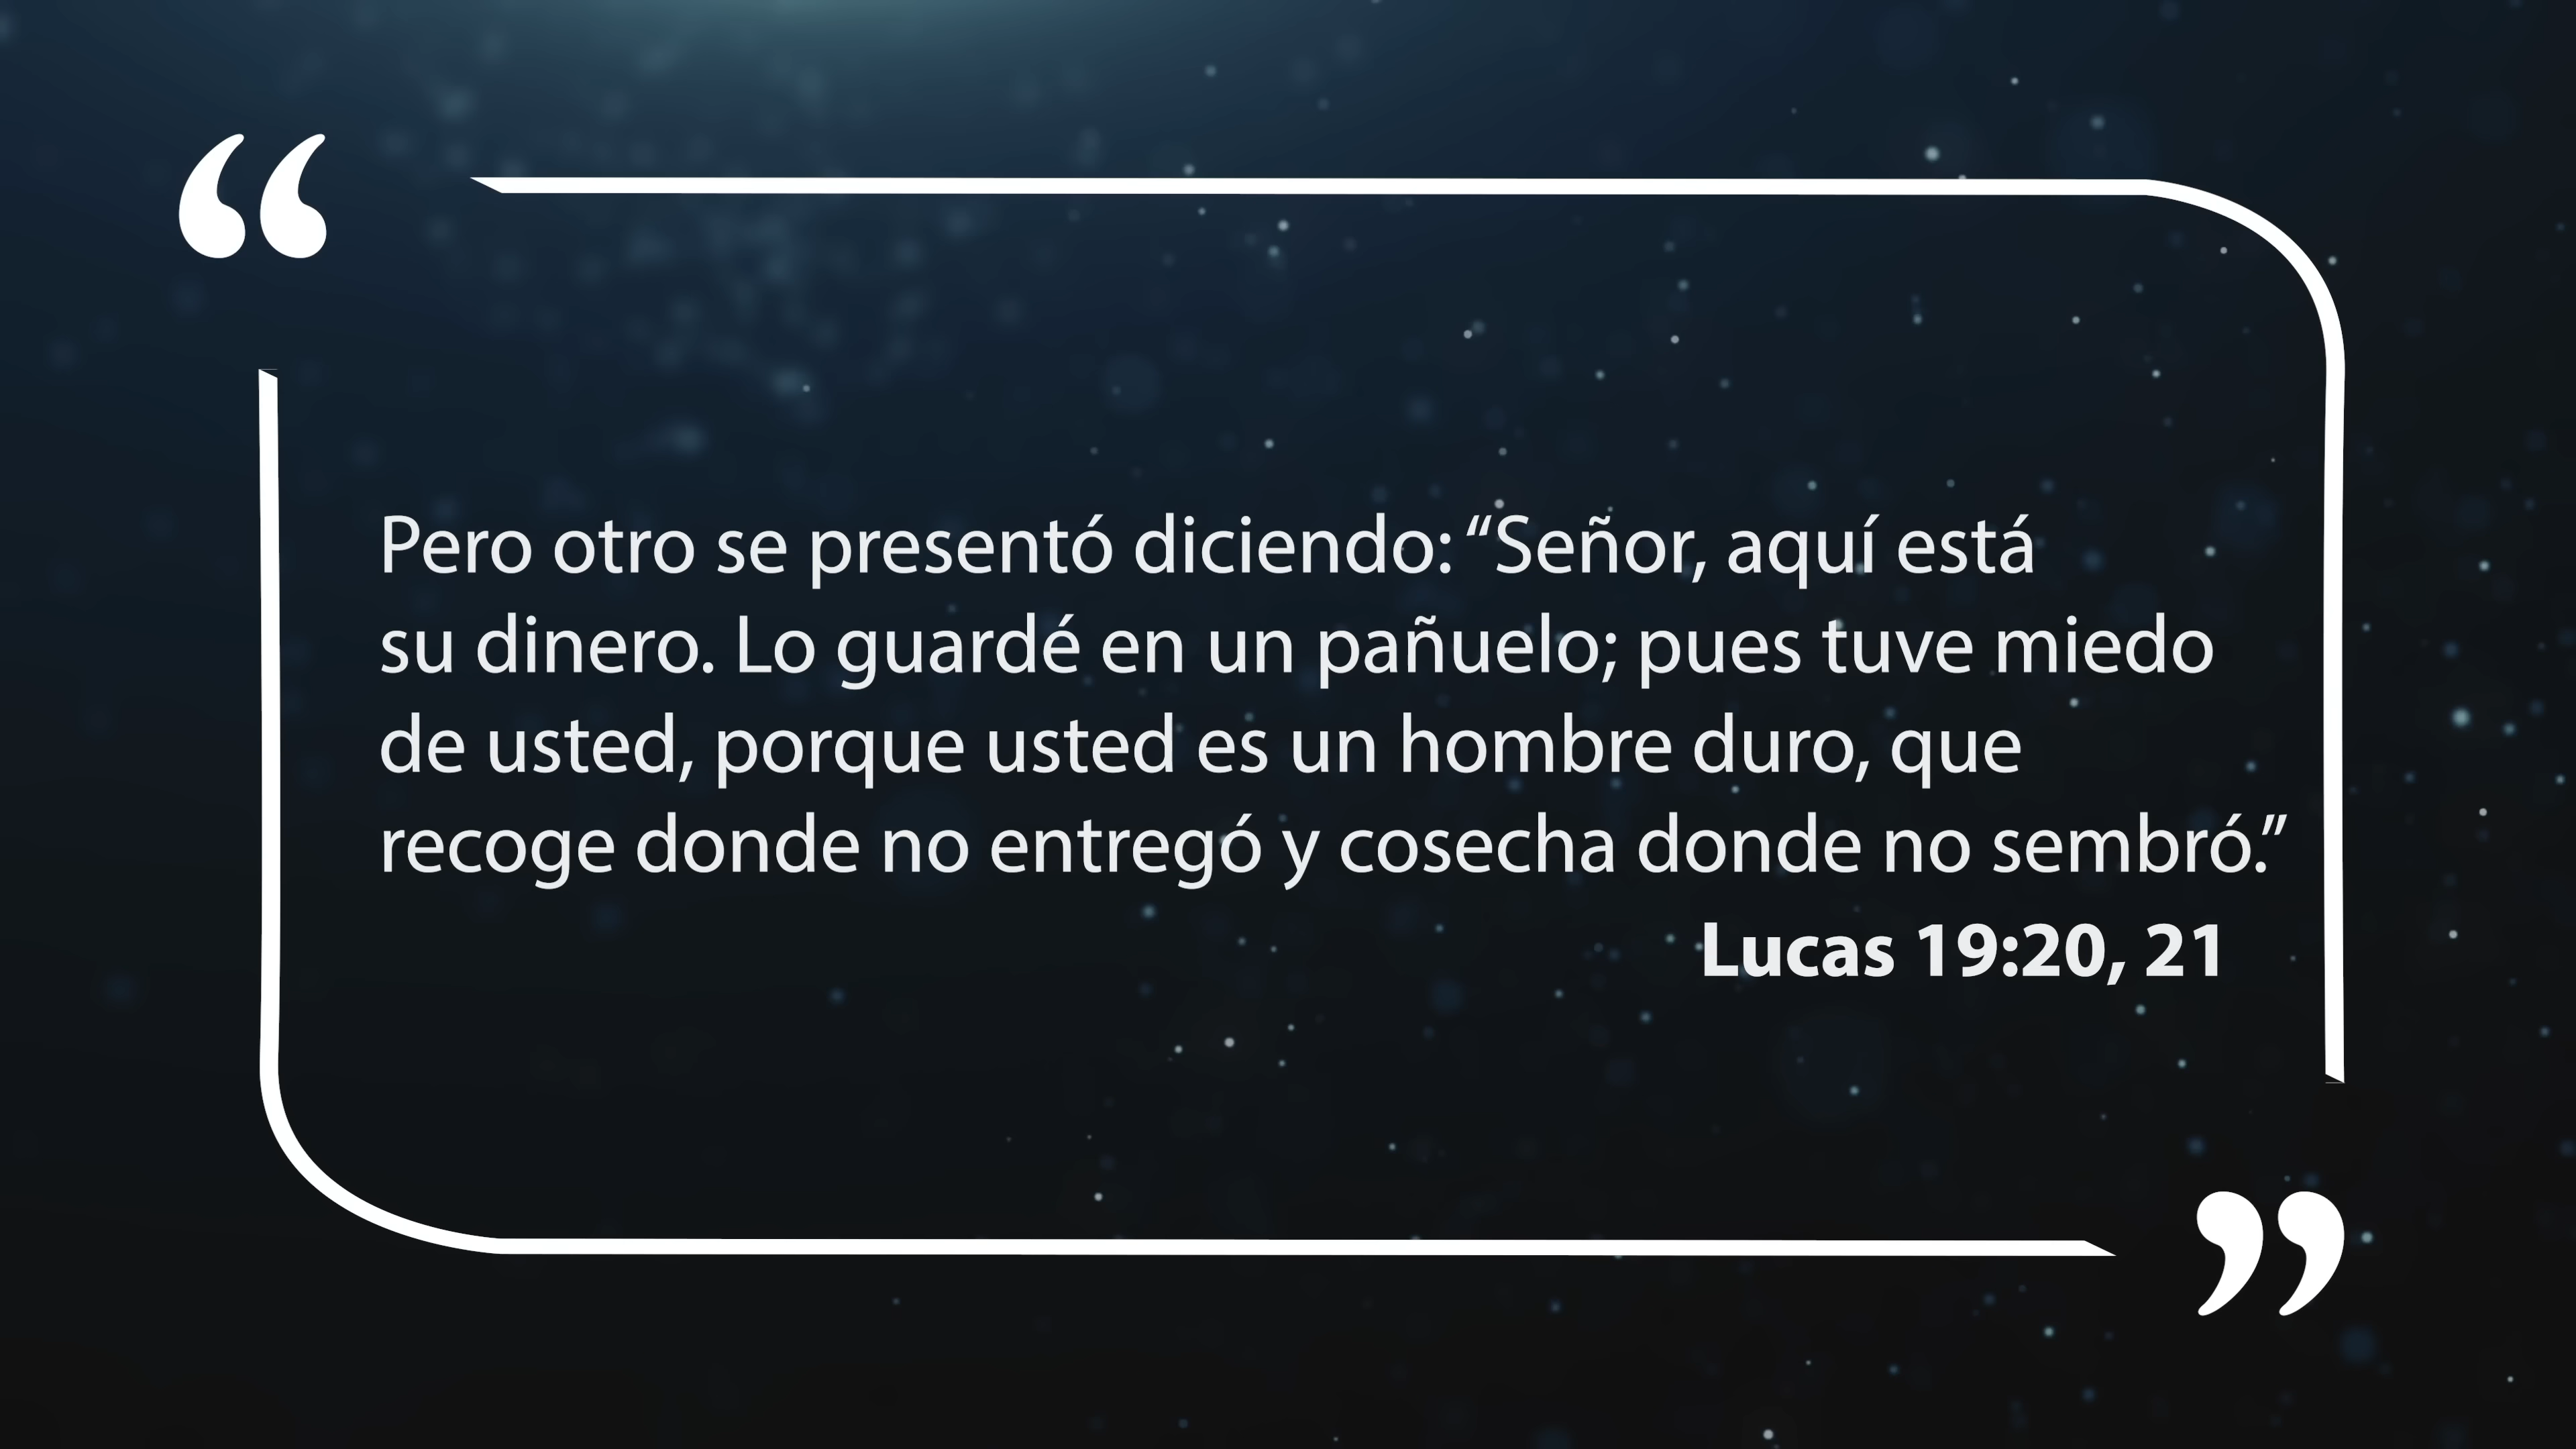 “
Pero otro se presentó diciendo: “Señor, aquí está
su dinero. Lo guardé en un pañuelo; pues tuve miedo
de usted, porque usted es un hombre duro, que
recoge donde no entregó y cosecha donde no sembró.”
Lucas 19:20, 21
”